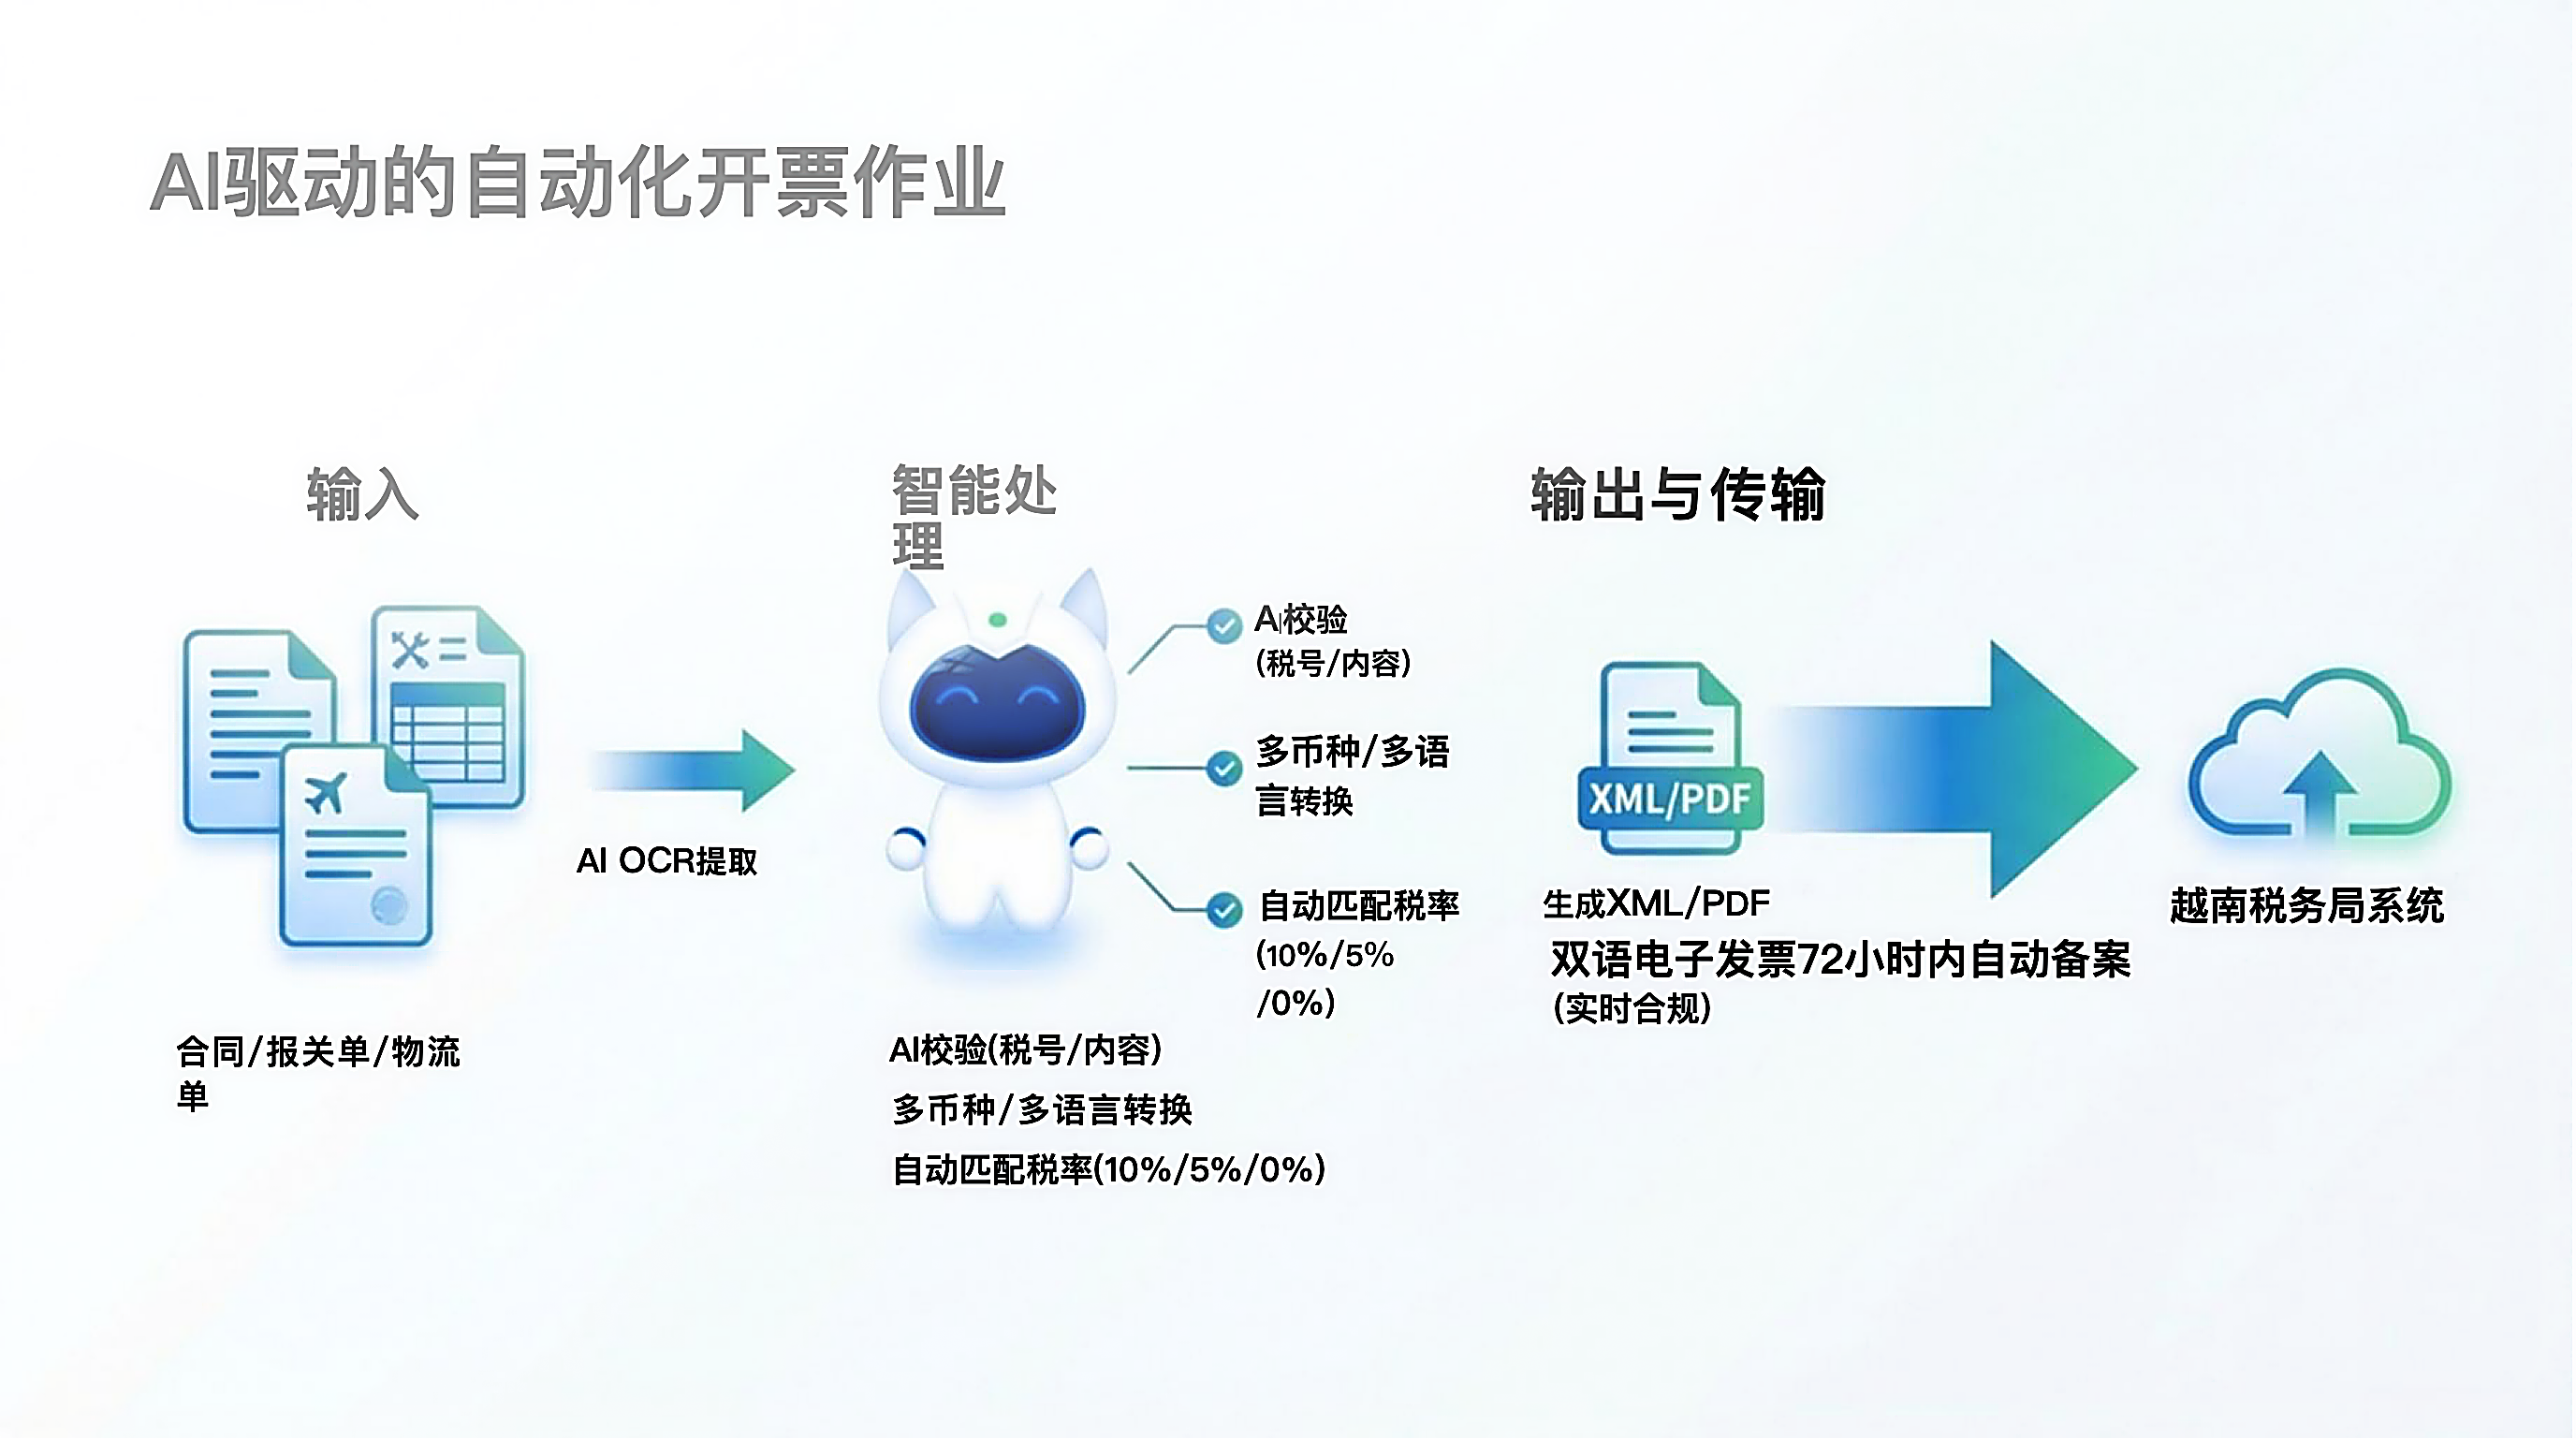 AI驱动的自动化开票作业
输入
合同/报关单/物流
单
AI OCR提取
智能处
理
AI校验
(税号/内容)
多币种/多语
言转换
自动匹配税率
(10%/5%
/0%)
AI校验(税号/内容)
多币种/多语言转换
自动匹配税率(10%/5%/0%)
输出与传输
XML/PDF
生成XML/PDF
双语电子发票72小时内自动备案
(实时合规)
越南税务局系统